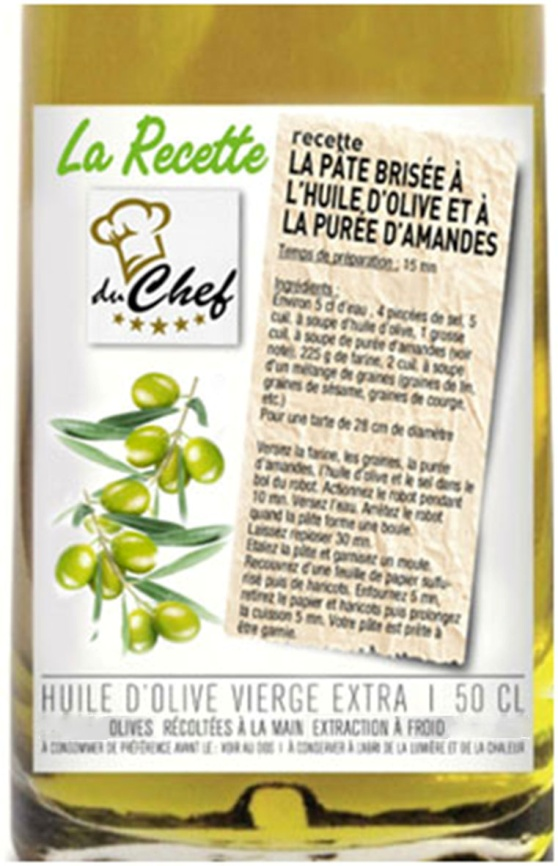 La Recette
du Chef
recette
LA PATE BRISÉE À
L'HUILE D'OLIVE ET À
LA PURÉE D'AMANDES
Temps de préparation : 15 mn
Ingrédients :
Environ 5 cl d'eau , 4 pincées de sel, 5
cuil. à soupe d'huile d'olive, 1 grosse
cuil. à soupe de purée d'amandes (voir
note), 225 g de farine, 2 cuil. à soupe
d'un mélange de graines (graines de lin,
graines de sésame, graines de courge,
etc.)
Pour une tarte de 28 cm de diamètre
Versez la farine, les graines, la purée
d'amandes, l'huile d'olive et le sel dans le
bol du robot. Actionnez le robot pendant
10 mn. Versez l'eau. Arrêtez le robot
quand la pâte forme une boule.
Laissez reposer 30 mn.
Etalez la pâte et garnissez un moule.
Recouvrez d'une feuille de papier sulfu-
risé puis de haricots. Enfournez 5 mn,
retirez le papier et haricots puis prolongez
la cuisson 5 mn. Votre pâte est prête à
être garnie.
HUILE D'OLIVE VIERGE EXTRA | 50 CL
OLIVES RÉCOLTÉES À LA MAIN EXTRACTION À FROID
À CONSOMMER DE PRÉFÉRENCE AVANT LE : VOIR AU DOS | À CONSERVER À L'ABRI DE LA LUMIÈRE ET DE LA CHALEUR